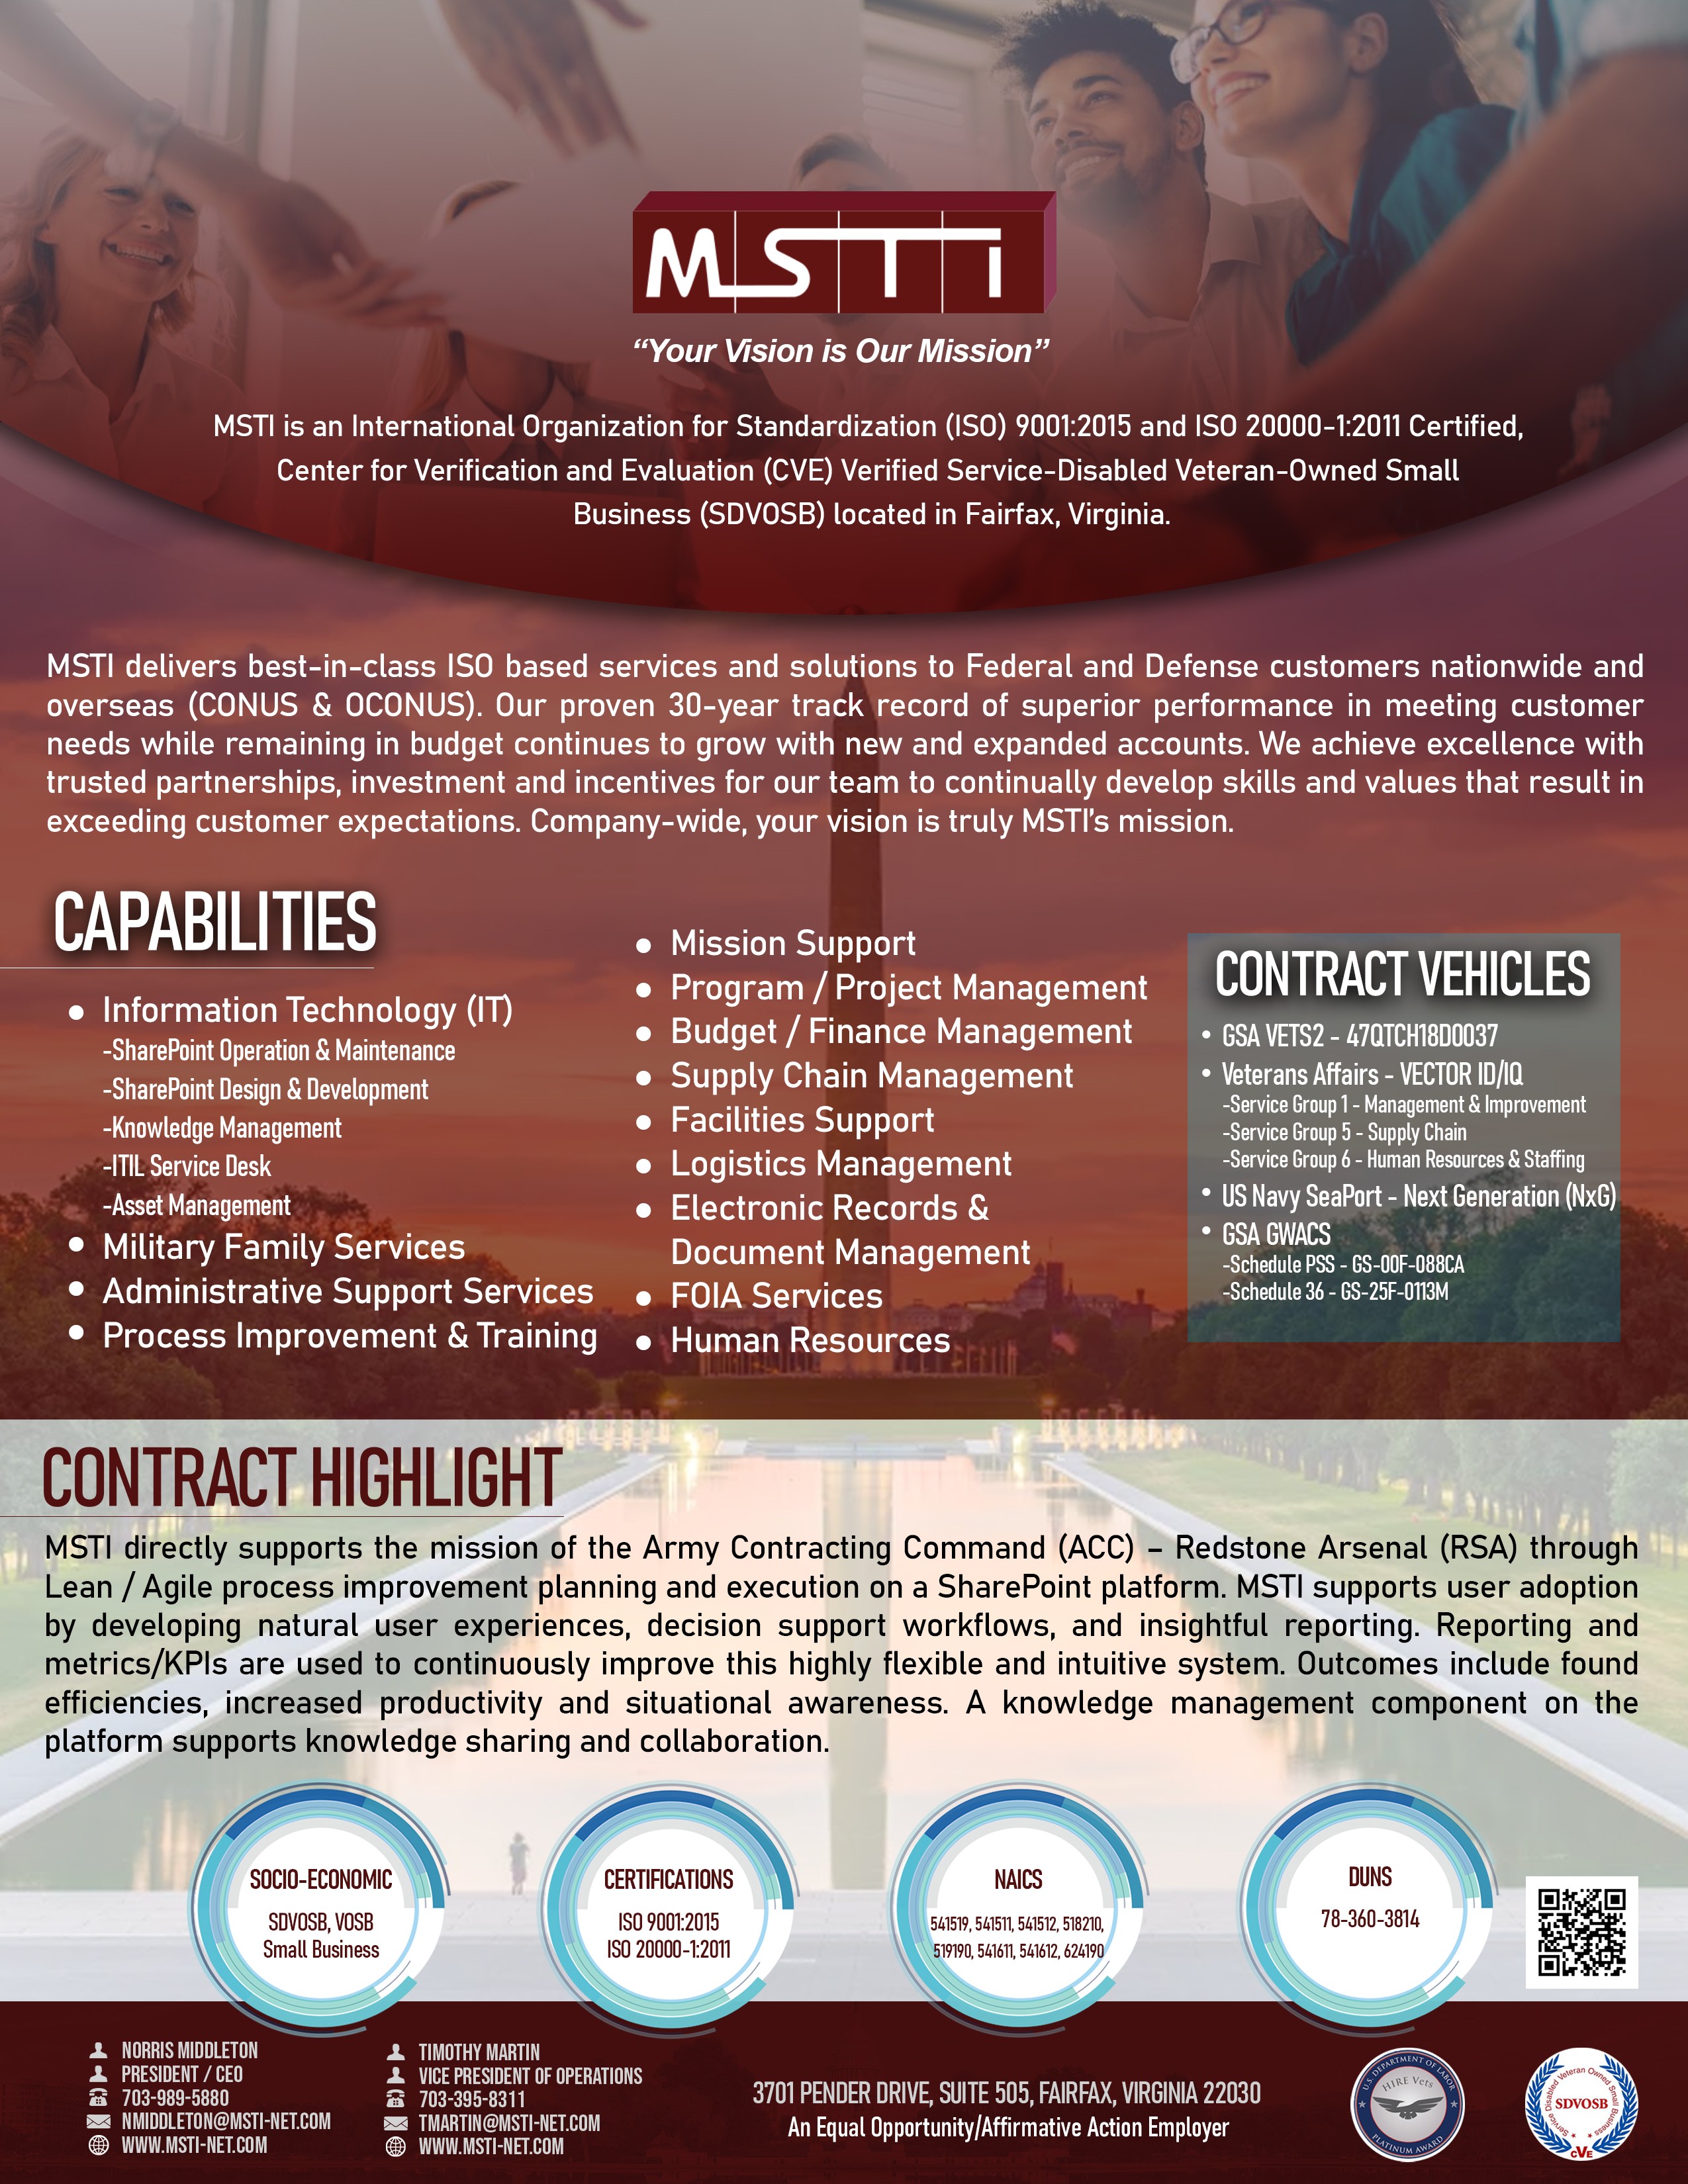 MSTi
“Your Vision is Our Mission”
MSTI is an International Organization for Standardization (ISO) 9001:2015 and ISO 20000-1:2011 Certified,
Center for Verification and Evaluation (CVE) Verified Service-Disabled Veteran-Owned Small
Business (SDVOSB) located in Fairfax, Virginia.
MSTI delivers best-in-class ISO based services and solutions to Federal and Defense customers nationwide and
overseas (CONUS & OCONUS). Our proven 30-year track record of superior performance in meeting customer
needs while remaining in budget continues to grow with new and expanded accounts. We achieve excellence with
trusted partnerships, investment and incentives for our team to continually develop skills and values that result in
exceeding customer expectations. Company-wide, your vision is truly MSTI’s mission.
CAPABILITIES
• Information Technology (IT)
-SharePoint Operation & Maintenance
-SharePoint Design & Development
-Knowledge Management
-ITIL Service Desk
-Asset Management
• Military Family Services
• Administrative Support Services
• Process Improvement & Training
• Mission Support
• Program / Project Management
• Budget / Finance Management
• Supply Chain Management
• Facilities Support
• Logistics Management
• Electronic Records &
Document Management
• FOIA Services
• Human Resources
CONTRACT VEHICLES
• GSA VETS2 - 47QTCH18D0037
• Veterans Affairs - VECTOR ID/IQ
-Service Group 1 - Management & Improvement
-Service Group 5 - Supply Chain
-Service Group 6 - Human Resources & Staffing
• US Navy SeaPort - Next Generation (NxG)
• GSA GWACS
-Schedule PSS - GS-00F-088CA
-Schedule 36 - GS-25F-0113M
CONTRACT HIGHLIGHT
MSTI directly supports the mission of the Army Contracting Command (ACC) – Redstone Arsenal (RSA) through
Lean / Agile process improvement planning and execution on a SharePoint platform. MSTI supports user adoption
by developing natural user experiences, decision support workflows, and insightful reporting. Reporting and
metrics/KPIs are used to continuously improve this highly flexible and intuitive system. Outcomes include found
efficiencies, increased productivity and situational awareness. A knowledge management component on the
platform supports knowledge sharing and collaboration.
SOCIO-ECONOMIC
SDVOSB, VOSB
Small Business
CERTIFICATIONS
ISO 9001:2015
ISO 20000-1:2011
NAICS
541519, 541511, 541512, 518210,
519190, 541611, 541612, 624190
DUNS
78-360-3814
NORRIS MIDDLETON
PRESIDENT / CEO
703-989-5880
NMIDDLETON@MSTI-NET.COM
WWW.MSTI-NET.COM
TIMOTHY MARTIN
VICE PRESIDENT OF OPERATIONS
703-395-8311
TMARTIN@MSTI-NET.COM
WWW.MSTI-NET.COM
3701 PENDER DRIVE, SUITE 505, FAIRFAX, VIRGINIA 22030
An Equal Opportunity/Affirmative Action Employer
U.S. DEPARTMENT OF LABOR
HIRE Vets
PLATINUM AWARD
Service Disabled Veteran Owned Small Business
SDVOSB
CVE